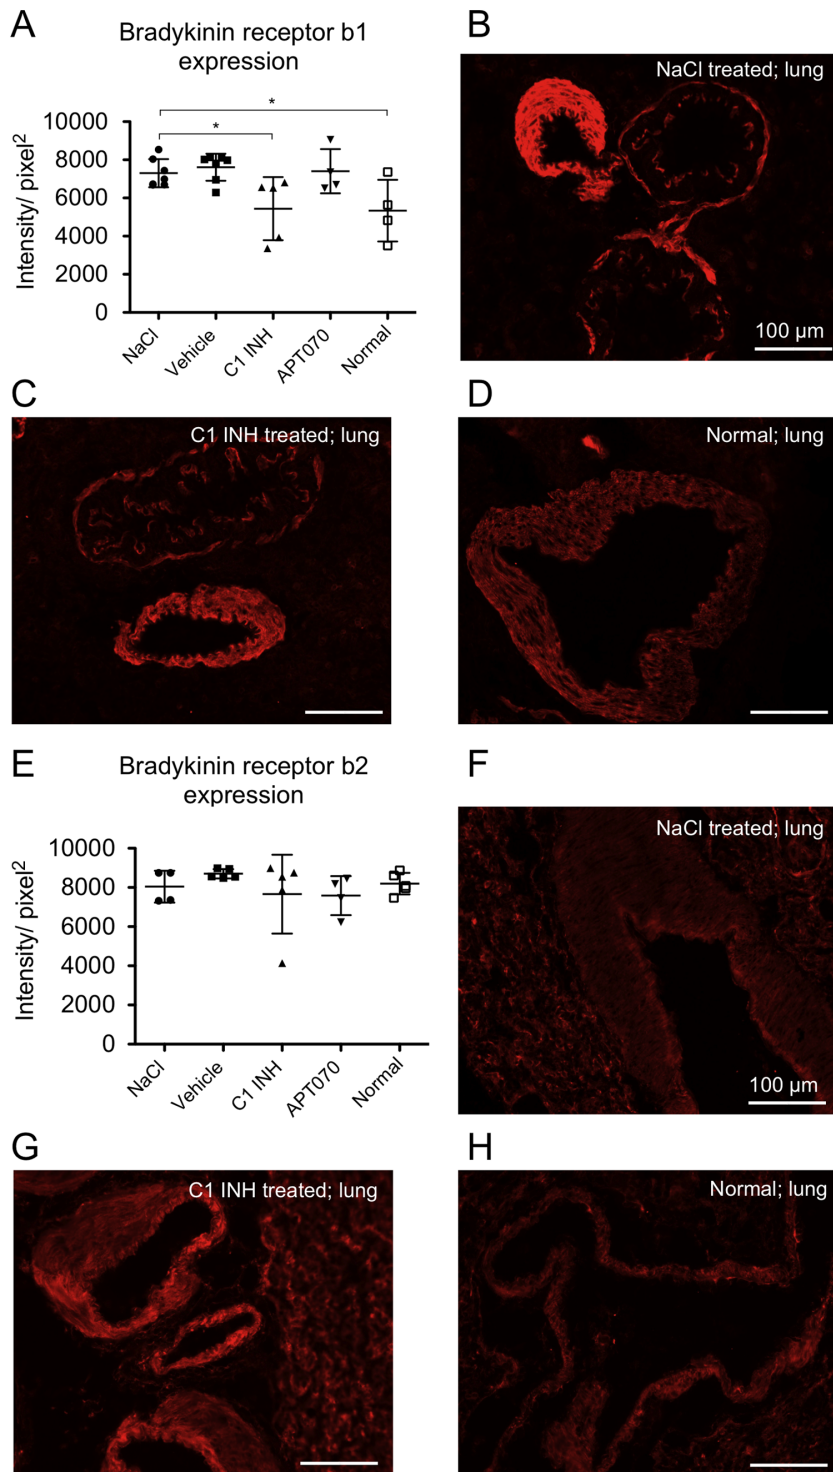 A
Bradykinin receptor b1
expression
*
*
10000
8000
6000
4000
2000
0
Intensity/ pixel²
NaCl
Vehicle
C1 INH
APT070
Normal
B
NaCl treated; lung
100 µm
C
C1 INH treated; lung
D
Normal; lung
E
Bradykinin receptor b2
expression
10000
8000
6000
4000
2000
0
Intensity/ pixel²
NaCl
Vehicle
C1 INH
APT070
Normal
F
NaCl treated; lung
100 µm
G
C1 INH treated; lung
H
Normal; lung